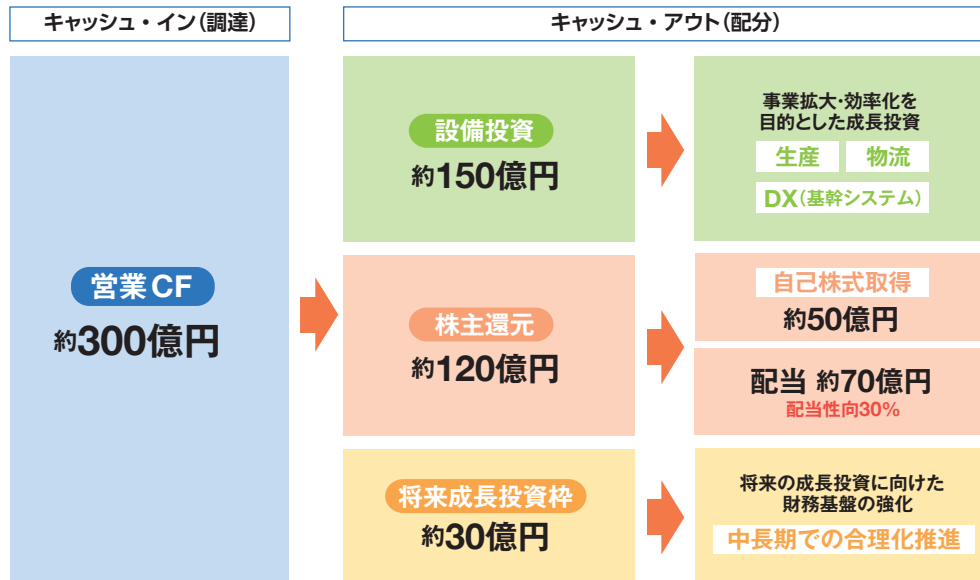 キャッシュ・イン(調達)
キャッシュ・アウト(配分)
営業CF
約300億円
設備投資
約150億円
事業拡大・効率化を
目的とした成長投資
生産
物流
DX(基幹システム)
株主還元
約120億円
自己株式取得
約50億円
配当 約70億円
配当性向30%
将来成長投資枠
約30億円
将来の成長投資に向けた
財務基盤の強化
中長期での合理化推進